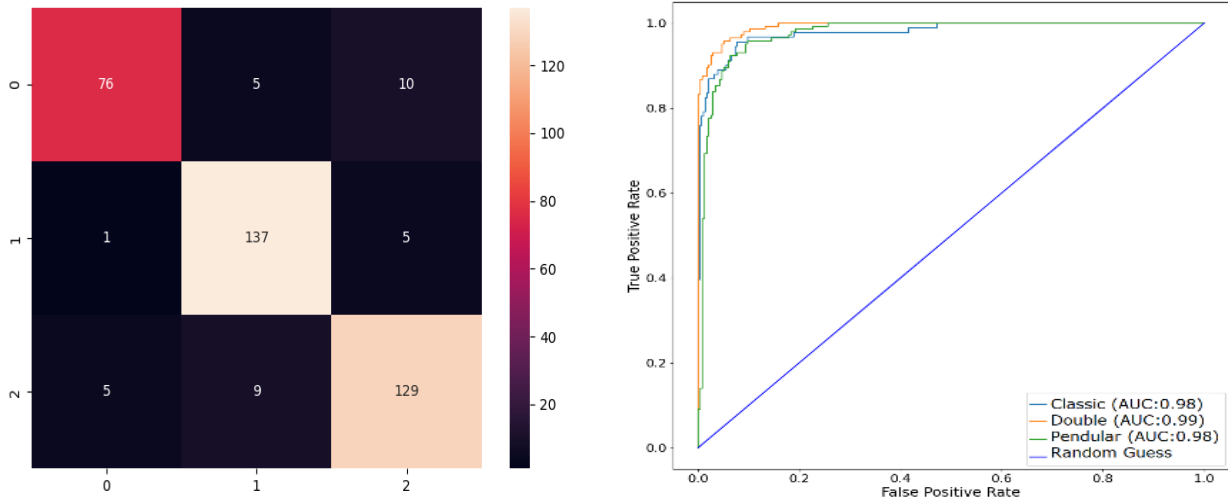 0
76 5 10
1
1 137 5
2
5 9 129
0 1 2
120
100
80
60
40
20
True Positive Rate
1.0
0.8
0.6
0.4
0.2
0.0
Classic (AUC:0.98)
Double (AUC:0.99)
Pendular (AUC:0.98)
Random Guess
0.0 0.2 0.4 0.6 0.8 1.0
False Positive Rate